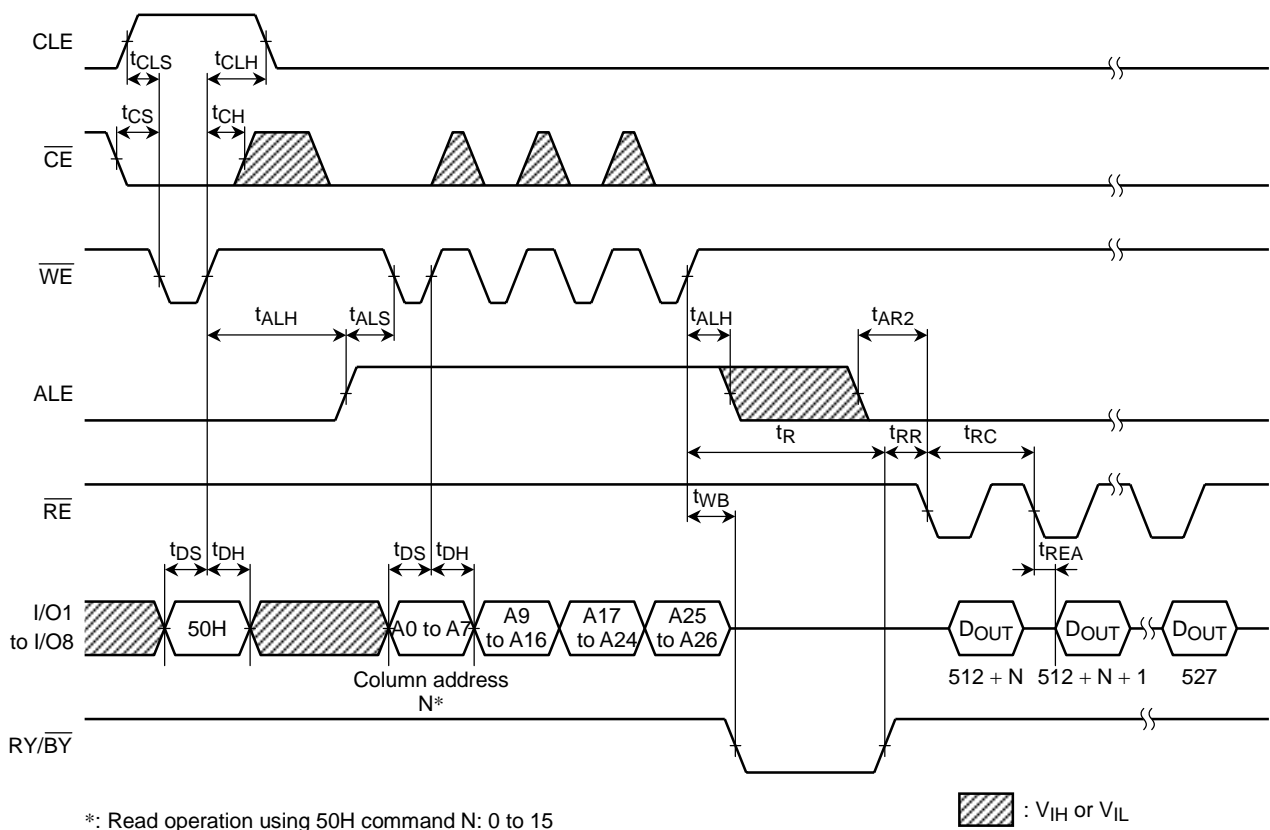 CLE
tCLS
tCLH
CE
tCS
tCH
WE
tALH
tALS
tALH
tAR2
ALE
tR
tRR
tRC
RE
tWB
tDS
tDH
tDS
tDH
tREA
I/O1
to I/O8
50H
A0 to A7
A9
to A16
A17
to A24
A25
to A26
DOUT
DOUT
DOUT
Column address
N*
512 + N
512 + N + 1
527
RY/BY
*: Read operation using 50H command N: 0 to 15
: VIH or VIL